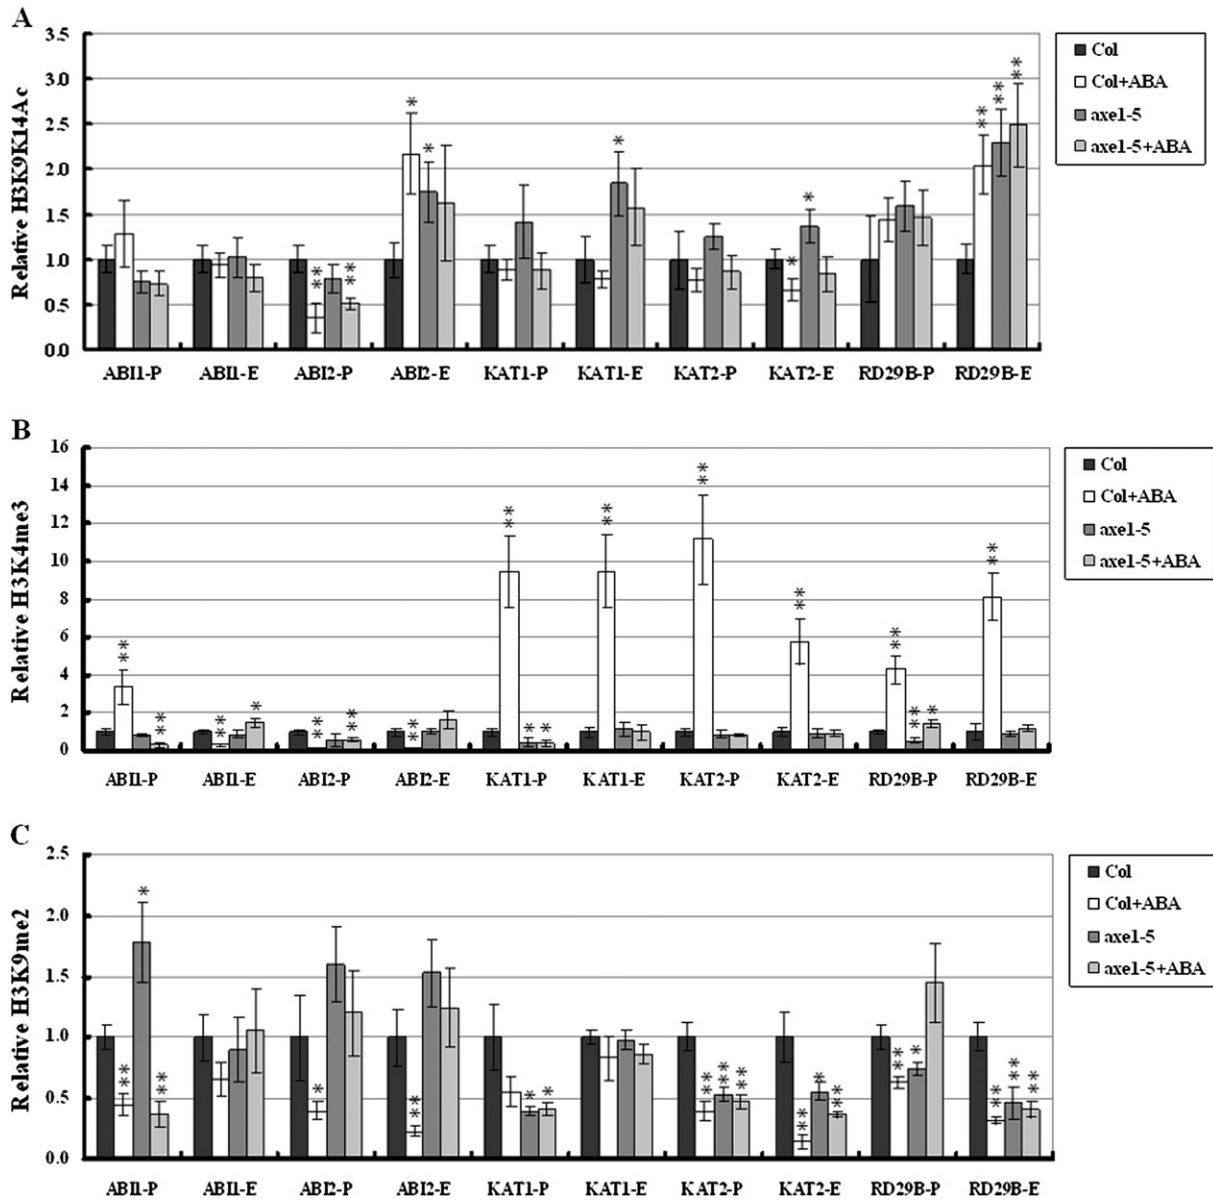 A
Relative H3K9K14Ac
3.5
3.0
2.5
2.0
1.5
1.0
0.5
0.0
* * * * * * * * * * * * * * * *
ABI1-P ABI1-E ABI2-P ABI2-E KAT1-P KAT1-E KAT2-P KAT2-E RD29B-P RD29B-E
Col
Col+ABA
axe1-5
axe1-5+ABA
B
Relative H3K4me3
16
14
12
10
8
6
4
2
0
ABI1-P ABI1-E ABI2-P ABI2-E KAT1-P KAT1-E KAT2-P KAT2-E RD29B-P RD29B-E
Col
Col+ABA
axe1-5
axe1-5+ABA
C
Relative H3K9me2
2.5
2.0
1.5
1.0
0.5
0.0
ABI1-P ABI1-E ABI2-P ABI2-E KAT1-P KAT1-E KAT2-P KAT2-E RD29B-P RD29B-E
Col
Col+ABA
axe1-5
axe1-5+ABA